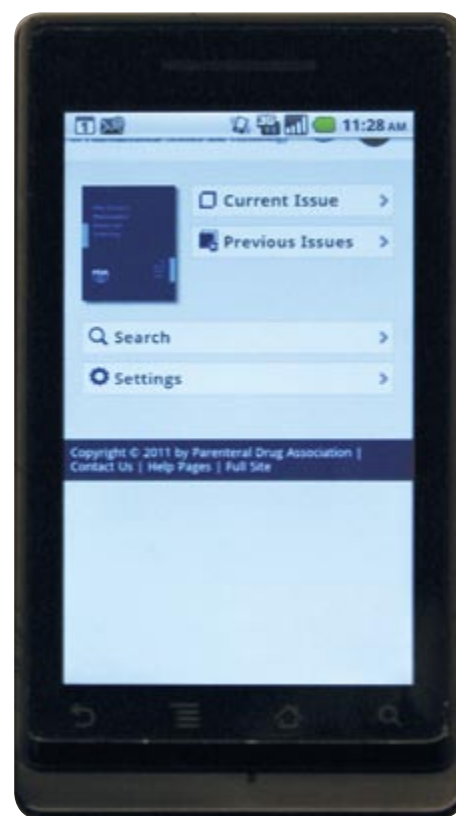 1
11:28 AM
Current Issue
Previous Issues
Search
Settings
Copyright © 2011 by Parenteral Drug Association |
Contact Us | Help Pages | Full Site